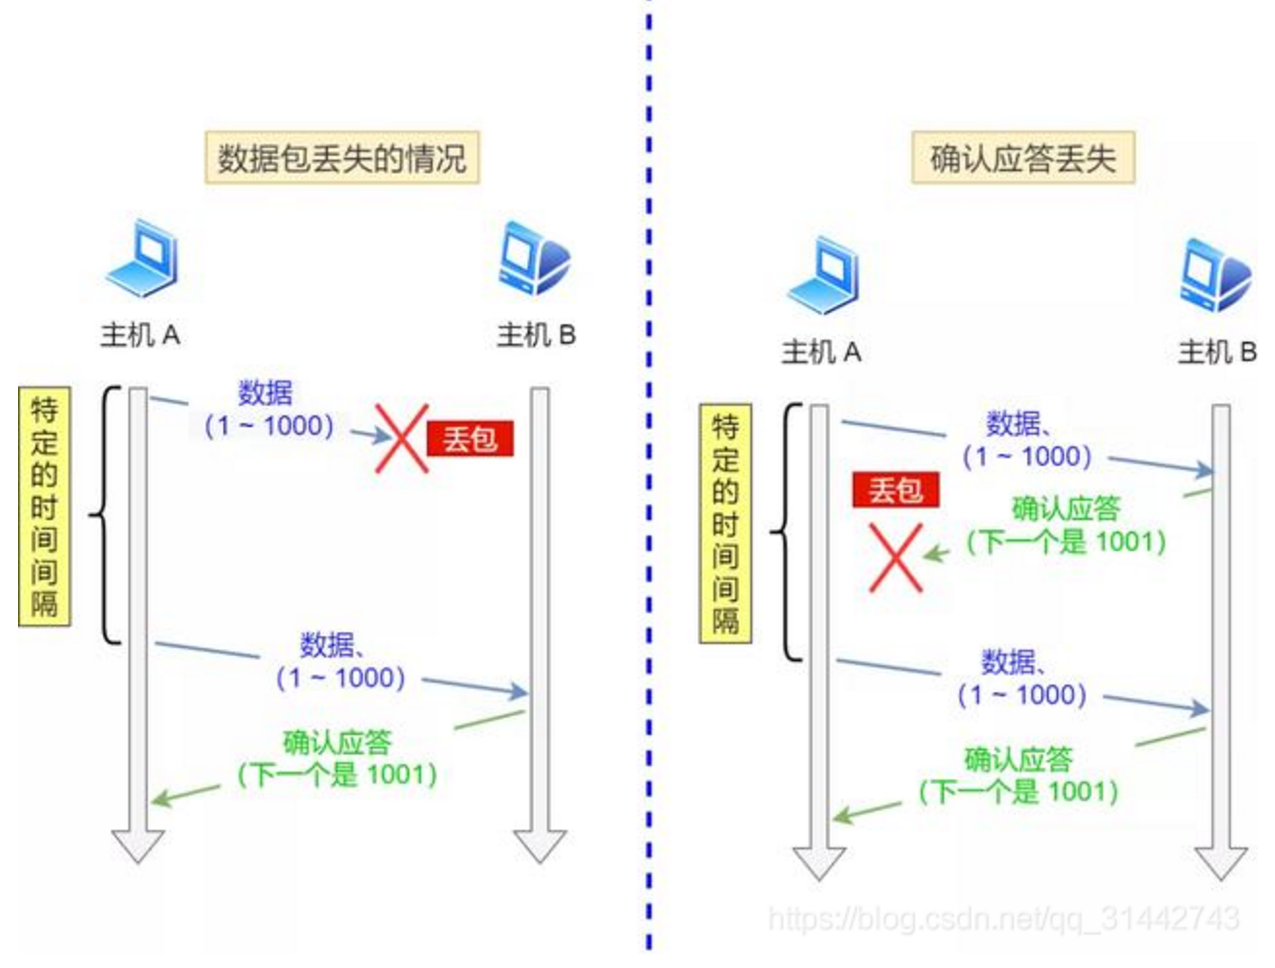 数据包丢失的情况
主机 A
主机 B
特定的时间间隔
数据
(1 ~ 1000)
丢包
数据、
(1 ~ 1000)
确认应答
(下一个是 1001)
确认应答丢失
主机 A
主机 B
特定的时间间隔
数据、
(1 ~ 1000)
丢包
确认应答
(下一个是 1001)
数据、
(1 ~ 1000)
确认应答
(下一个是 1001)
https://blog.csdn.net/qq_31442743